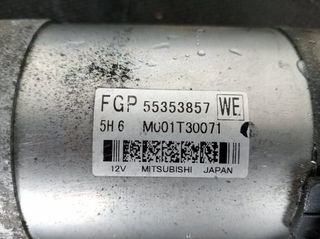 FGP 55353857 WE
5H6 M001T30071
12V MITSUBISHI JAPAN